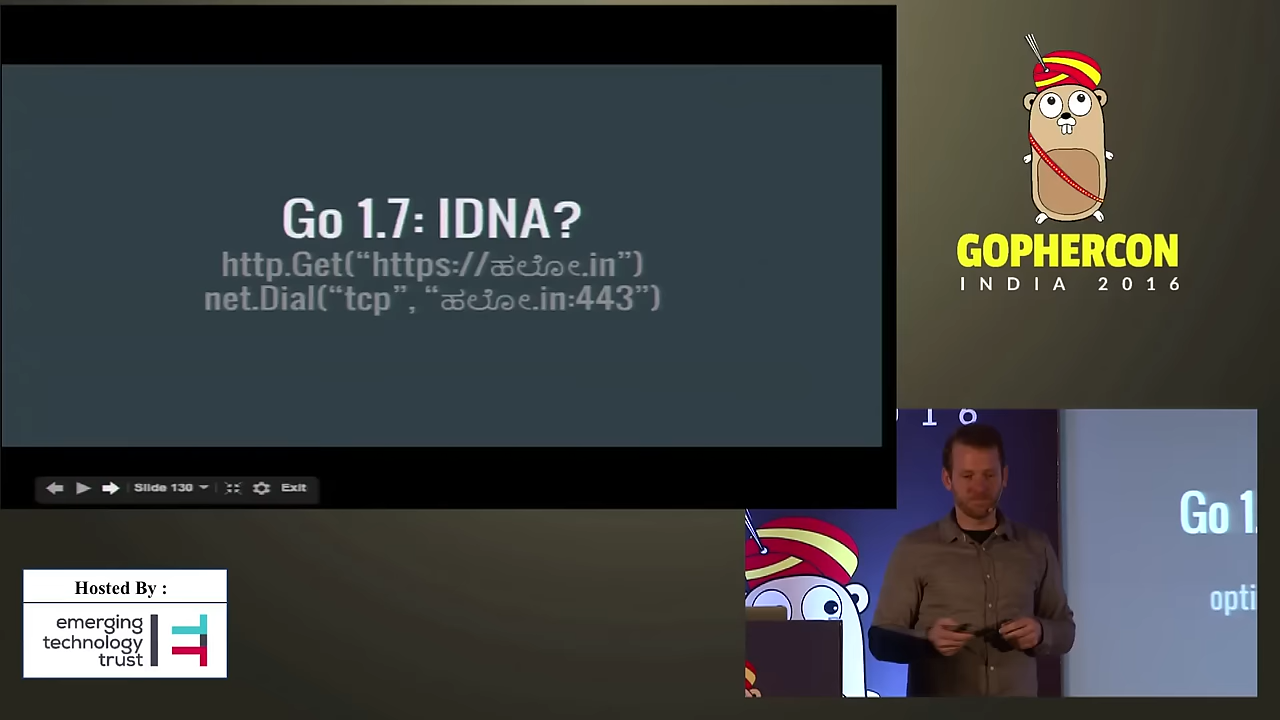 Go 1.7: IDNA?
http.Get(“https://ಹಲೋ.in”)
net.Dial(“tcp”, “ಹಲೋ.in:443”)
Slide 130
Exit
GOPHERCON
INDIA 2016
Hosted By :
emerging
technology
trust
16
Go 1.
opti